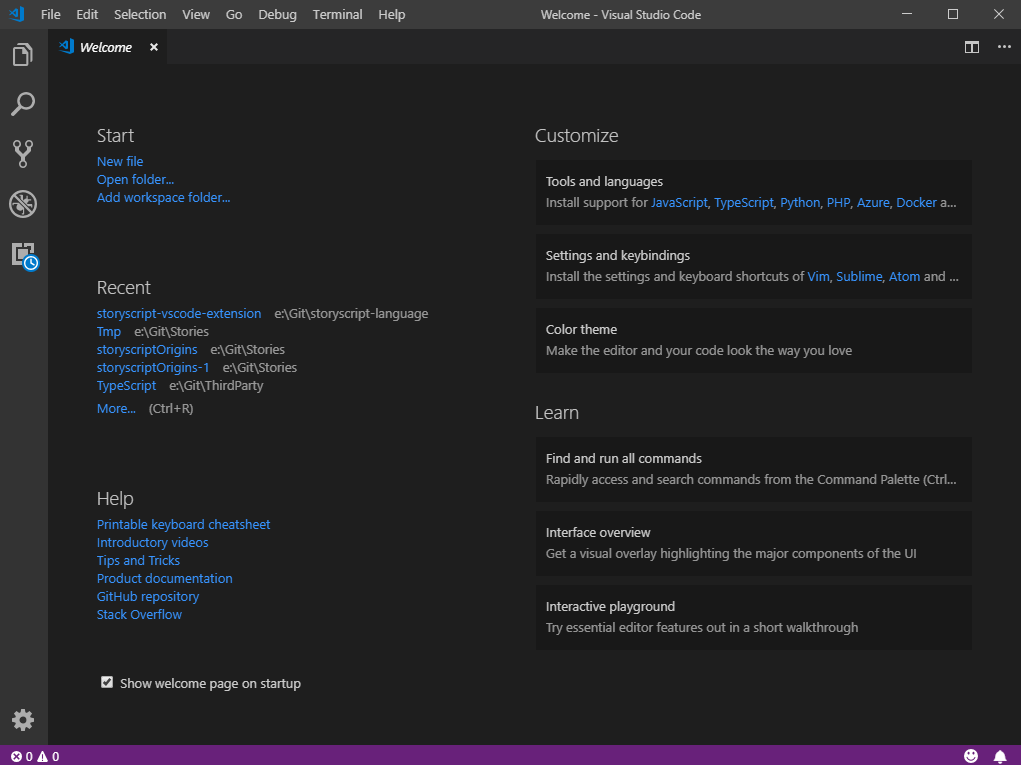 File Edit Selection View Go Debug Terminal Help Welcome - Visual Studio Code
Welcome
Start
New file
Open folder...
Add workspace folder...
Recent
storyscript-vscode-extension e:\Git\storyscript-language
Tmp e:\Git\Stories
storyscriptOrigins e:\Git\Stories
storyscriptOrigins-1 e:\Git\Stories
TypeScript e:\Git\ThirdParty
More... (Ctrl+R)
Help
Printable keyboard cheatsheet
Introductory videos
Tips and Tricks
Product documentation
GitHub repository
Stack Overflow
Show welcome page on startup
Customize
Tools and languages
Install support for JavaScript, TypeScript, Python, PHP, Azure, Docker a...
Settings and keybindings
Install the settings and keyboard shortcuts of Vim, Sublime, Atom and ...
Color theme
Make the editor and your code look the way you love
Learn
Find and run all commands
Rapidly access and search commands from the Command Palette (Ctrl...
Interface overview
Get a visual overlay highlighting the major components of the UI
Interactive playground
Try essential editor features out in a short walkthrough
0 0